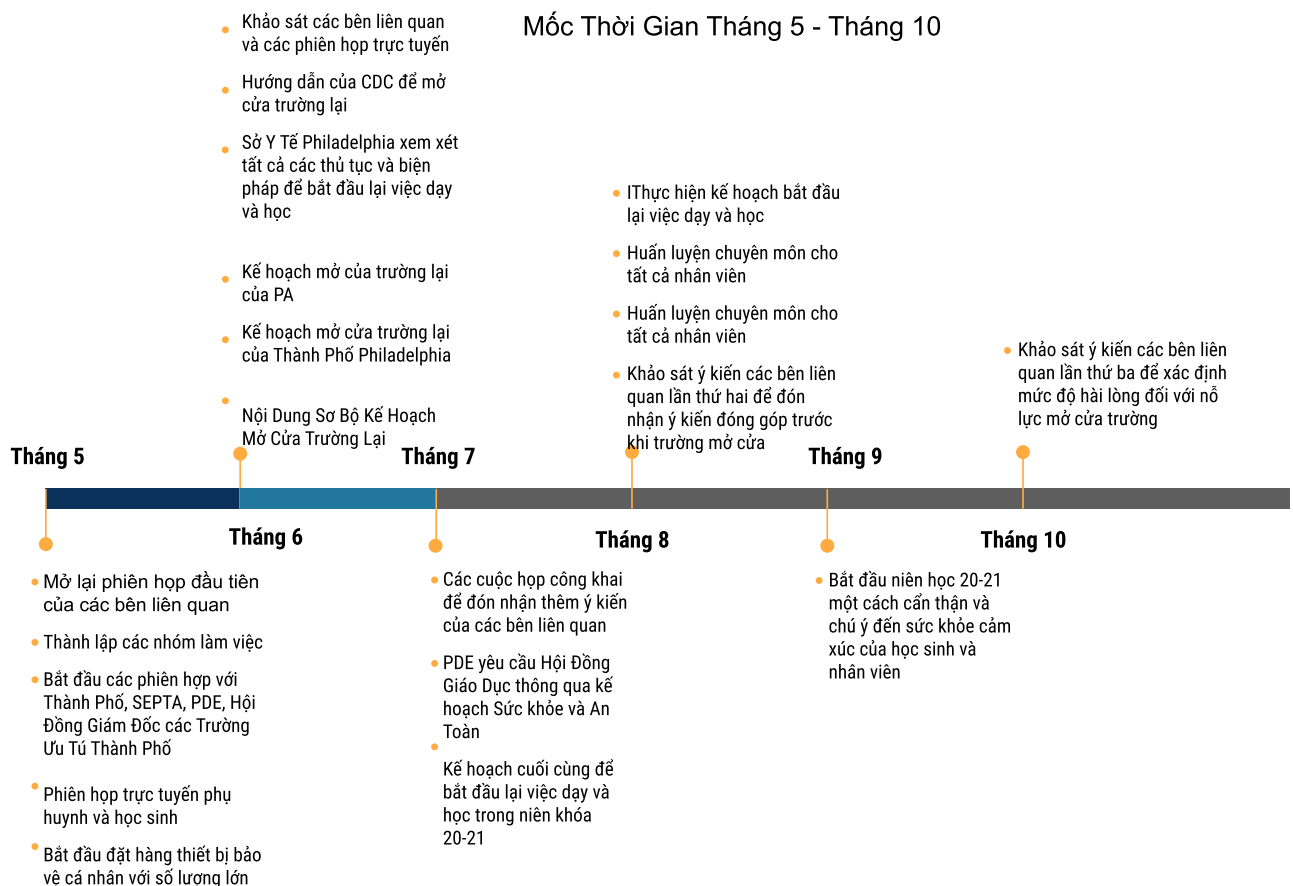 Mốc Thời Gian Tháng 5 - Tháng 10
Khảo sát các bên liên quan
và các phiên họp trực tuyến
Hướng dẫn của CDC để mở
cửa trường lại
Sở Y Tế Philadelphia xem xét
tất cả các thủ tục và biện
pháp để bắt đầu lại việc dạy
và học
Kế hoạch mở của trường lại
của PA
Kế hoạch mở cửa trường lại
của Thành Phố Philadelphia
Nội Dung Sơ Bộ Kế Hoạch
Mở Cửa Trường Lại
IThực hiện kế hoạch bắt đầu
lại việc dạy và học
Huấn luyện chuyên môn cho
tất cả nhân viên
Huấn luyện chuyên môn cho
tất cả nhân viên
Khảo sát ý kiến các bên liên
quan lần thứ hai để đón
nhận ý kiến đóng góp trước
khi trường mở cửa
Khảo sát ý kiến các bên liên
quan lần thứ ba để xác định
mức độ hài lòng đối với nỗ
lực mở cửa trường
Tháng 5
Tháng 7
Tháng 9
Tháng 6
Tháng 8
Tháng 10
Mở lại phiên họp đầu tiên
của các bên liên quan
Thành lập các nhóm làm việc
Bắt đầu các phiên hợp với
Thành Phố, SEPTA, PDE, Hội
Đồng Giám Đốc các Trường
Ưu Tú Thành Phố
Phiên họp trực tuyến phụ
huynh và học sinh
Bắt đầu đặt hàng thiết bị bảo
vệ cá nhân với số lượng lớn
Các cuộc họp công khai
để đón nhận thêm ý kiến
của các bên liên quan
PDE yêu cầu Hội Đồng
Giáo Dục thông qua kế
hoạch Sức khỏe và An
Toàn
Kế hoạch cuối cùng để
bắt đầu lại việc dạy và
học trong niên khóa
20-21
Bắt đầu niên học 20-21
một cách cẩn thận và
chú ý đến sức khỏe cảm
xúc của học sinh và
nhân viên